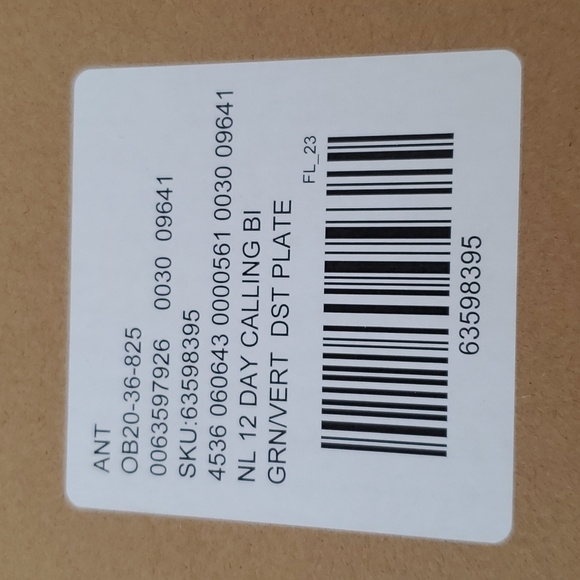 ANT
OB20-36-825
0063597926 0030 09641
SKU:63598395
4536 060643 0000561 0030 09641
NL 12 DAY CALLING BI
GRN/VERT DST PLATE
FL_23
63598395